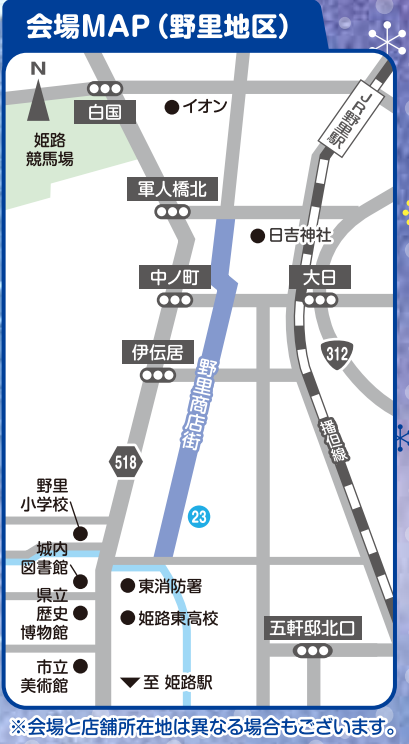 会場MAP（野里地区）
N
白国
イオン
JR野里駅
姫路
競馬場
軍人橋北
日吉神社
中ノ町
大日
伊伝居
312
野里商店街
播但線
518
野里
小学校
23
城内
図書館
東消防署
県立
歴史
博物館
姫路東高校
五軒邸北口
市立
美術館
▼至 姫路駅
※会場と店舗所在地は異なる場合もございます。